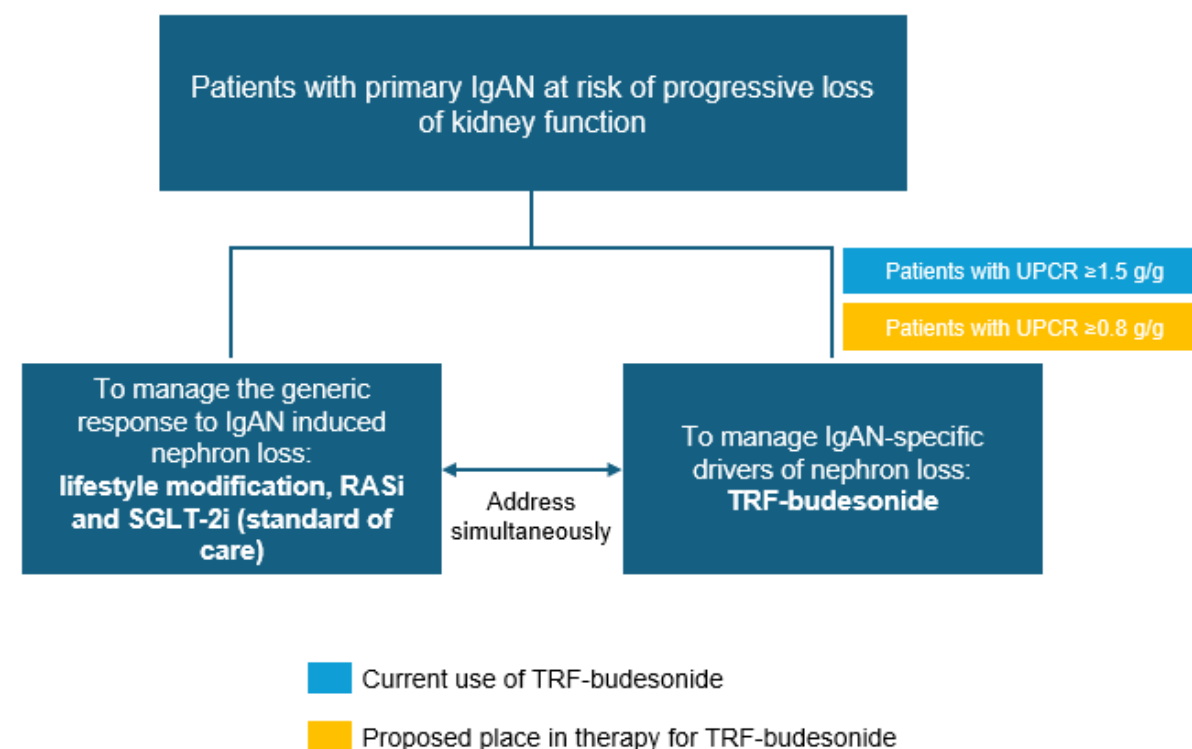 Patients with primary IgAN at risk of progressive loss
of kidney function
Patients with UPCR ≥1.5 g/g
Patients with UPCR ≥0.8 g/g
To manage the generic
response to IgAN induced
nephron loss:
lifestyle modification, RASi
and SGLT-2i (standard of
care)
Address
simultaneously
To manage IgAN-specific
drivers of nephron loss:
TRF-budesonide
Current use of TRF-budesonide
Proposed place in therapy for TRF-budesonide